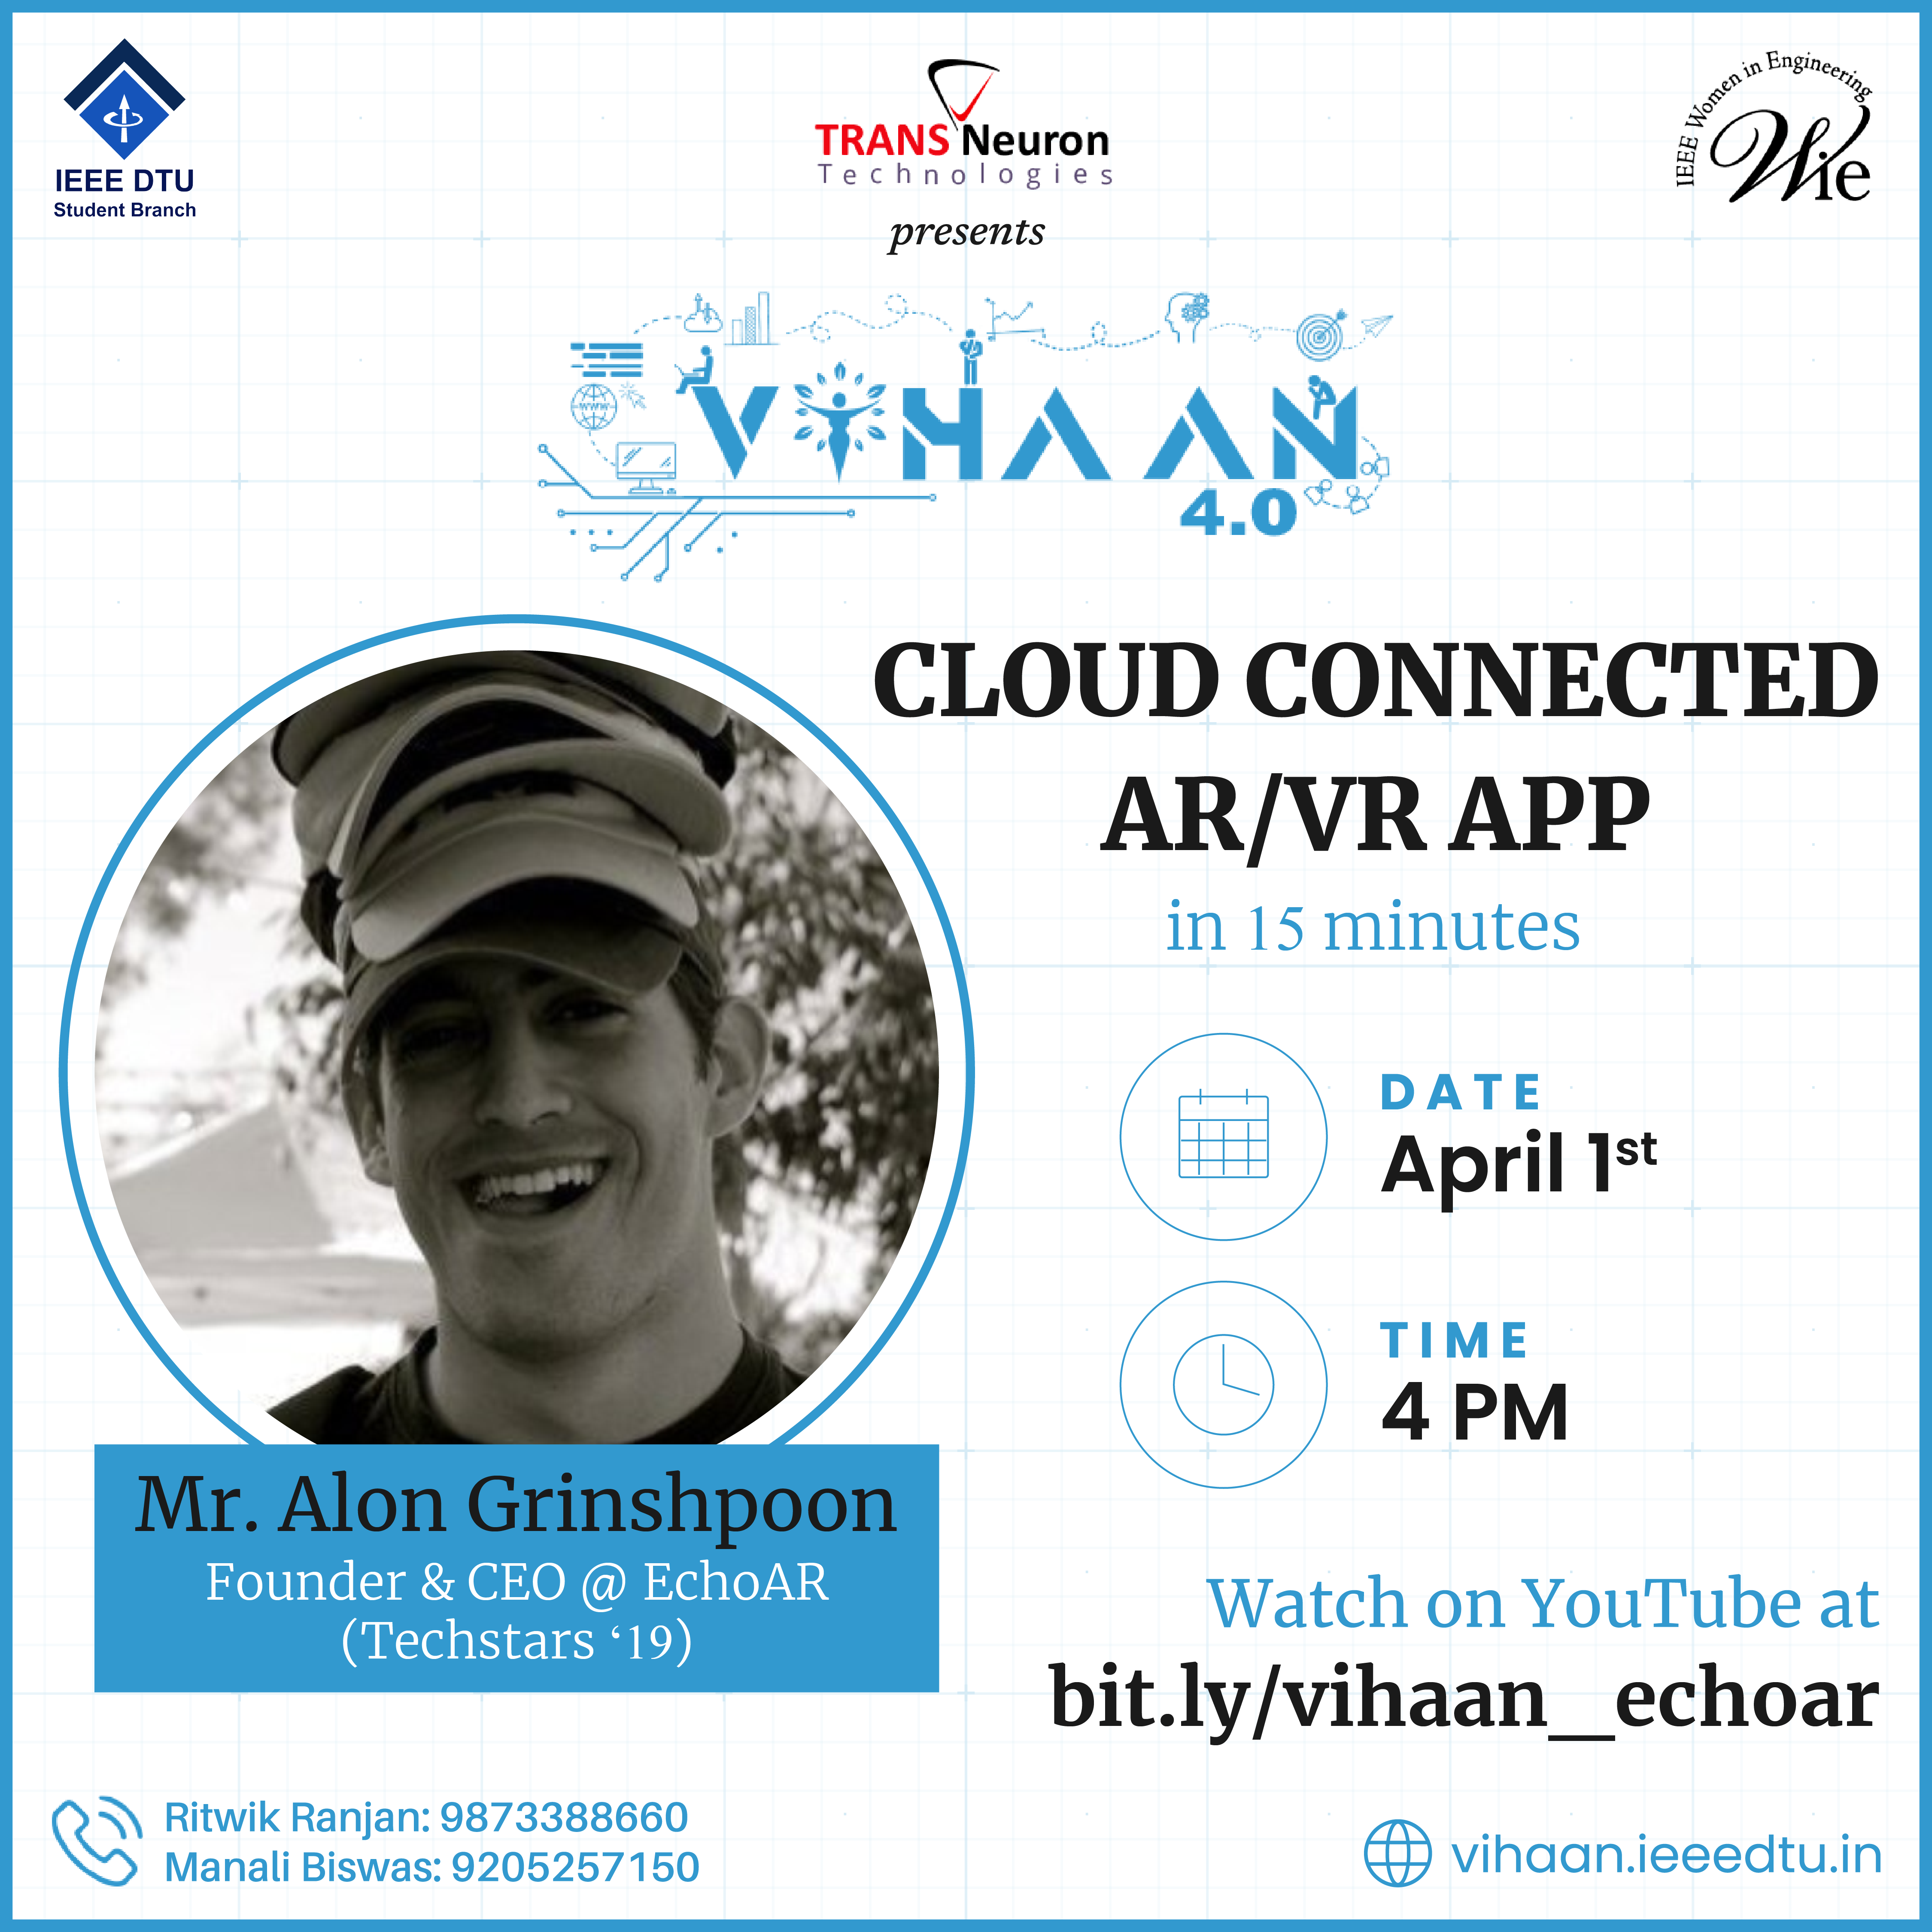 IEEE DTU
Student Branch
TRANS Neuron
Technologies
presents
IEEE Women in Engineering
Wie
www
VIHAAN
4.0
CLOUD CONNECTED
AR/VR APP
in 15 minutes
DATE
April 1st
TIME
4 PM
Mr. Alon Grinshpoon
Founder & CEO @ EchoAR
(Techstars ‘19)
Watch on YouTube at
bit.ly/vihaan__echoar
Ritwik Ranjan: 9873388660
Manali Biswas: 9205257150
vihaan.ieeedtu.in